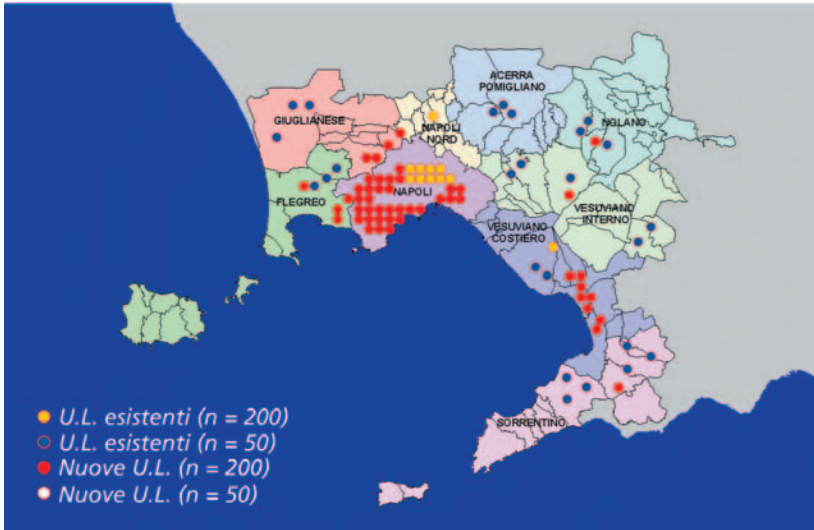 ACERRA
POMIGLIANO
GIUGLIANESE
NAPOLI
NORD
NOLANO
FLEGREO
NAPOLI
VESUVIANO
INTERNO
VESUVIANO
COSTIERO
SORRENTINO
U.L. esistenti (n = 200)
U.L. esistenti (n = 50)
Nuove U.L. (n = 200)
Nuove U.L. (n = 50)